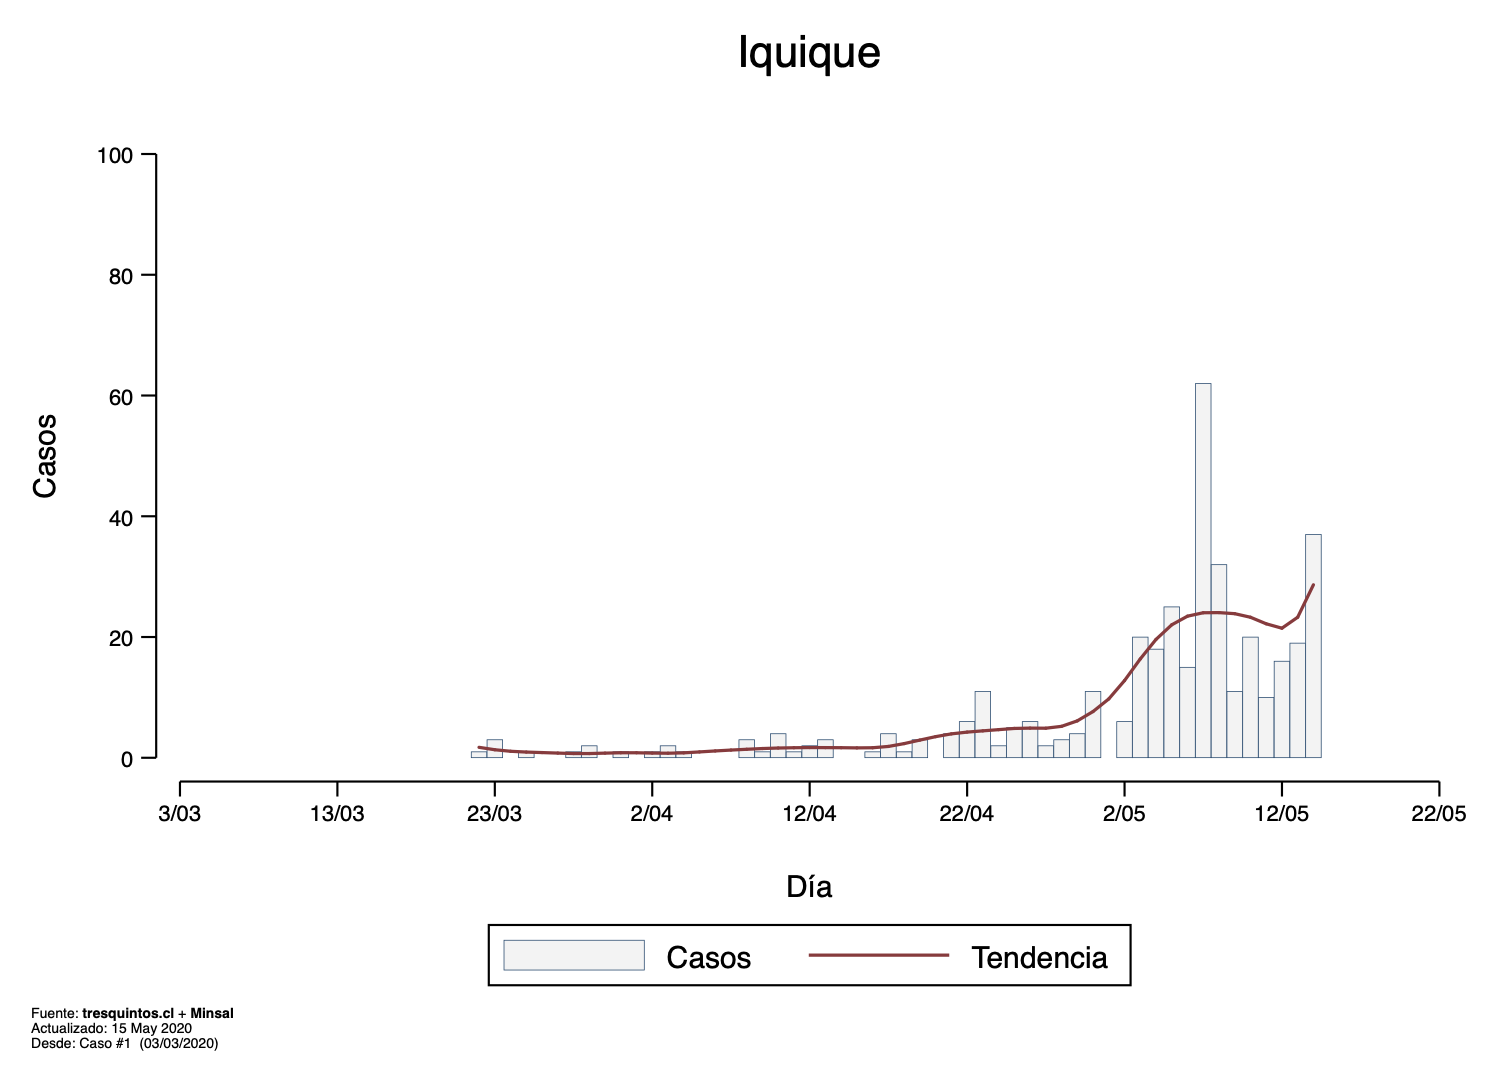 Iquique
100
80
60
40
20
0
Casos
3/03 13/03 23/03 2/04 12/04 22/04 2/05 12/05 22/05
Día
Casos Tendencia
Fuente: tresquintos.cl + Minsal
Actualizado: 15 May 2020
Desde: Caso #1 (03/03/2020)